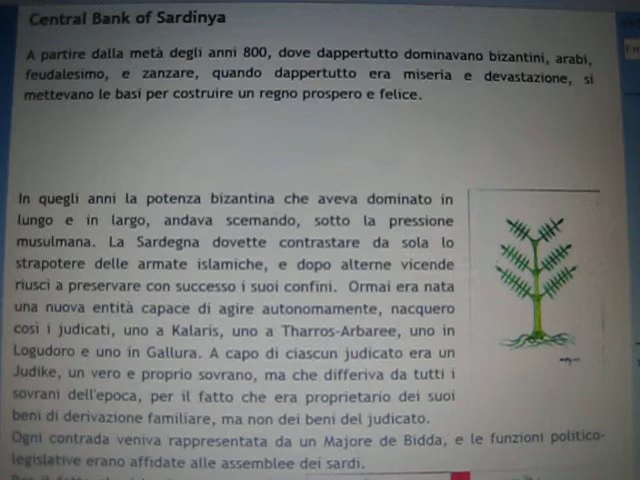 Central Bank of Sardinya
A partire dalla metà degli anni 800, dove dappertutto dominavano bizantini, arabi,
feudalesimo, e zanzare, quando dappertutto era miseria e devastazione, si
mettevano le basi per costruire un regno prospero e felice.
In quegli anni la potenza bizantina che aveva dominato in
lungo e in largo, andava scemando, sotto la pressione
musulmana. La Sardegna dovette contrastare da sola lo
strapotere delle armate islamiche, e dopo alterne vicende
riuscì a preservare con successo i suoi confini. Ormai era nata
una nuova entità capace di agire autonomamente, nacquero
così i judicati, uno a Kalaris, uno a Tharros-Arbaree, uno in
Logudoro e uno in Gallura. A capo di ciascun judicato era un
Judike, un vero e proprio sovrano, ma che differiva da tutti i
sovrani dell'epoca, per il fatto che era proprietario dei suoi
beni di derivazione familiare, ma non dei beni del judicato.
Ogni contrada veniva rappresentata da un Majore de Bidda, e le funzioni politico-
legislative erano affidate alle assemblee dei sardi.